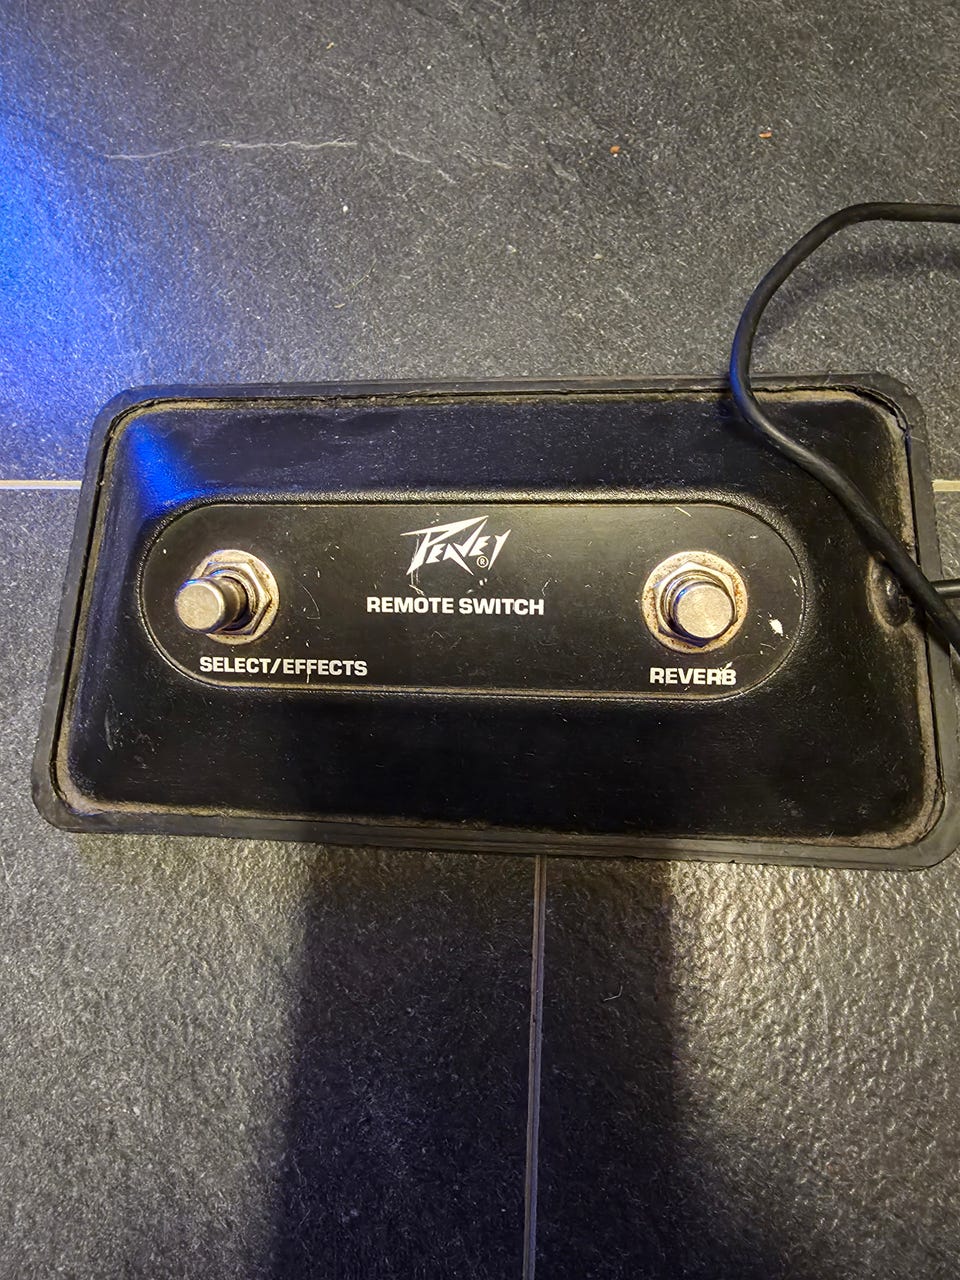 PEAVEY®
REMOTE SWITCH
SELECT/EFFECTS
REVERB